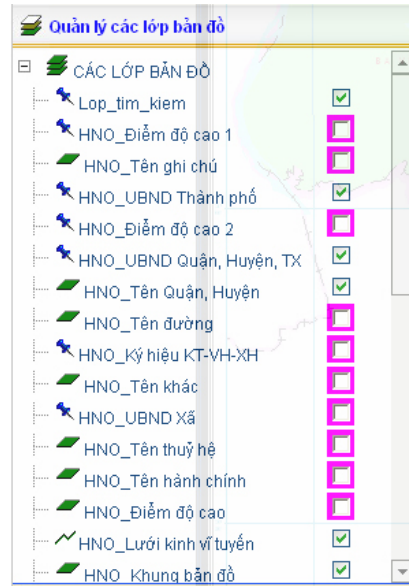 Quản lý các lớp bản đồ
CÁC LỚP BẢN ĐỒ
Lop_tim_kiem
HNO_Điểm độ cao 1
HNO_Tên ghi chú
HNO_UBND Thành phố
HNO_Điểm độ cao 2
HNO_UBND Quận, Huyện, TX
HNO_Tên Quận, Huyện
HNO_Tên đường
HNO_Ký hiệu KT-VH-XH
HNO_Tên khác
HNO_UBND Xã
HNO_Tên thuỷ hệ
HNO_Tên hành chính
HNO_Điểm độ cao
HNO_Lưới kinh vĩ tuyến
HNO_Khung bản đồ